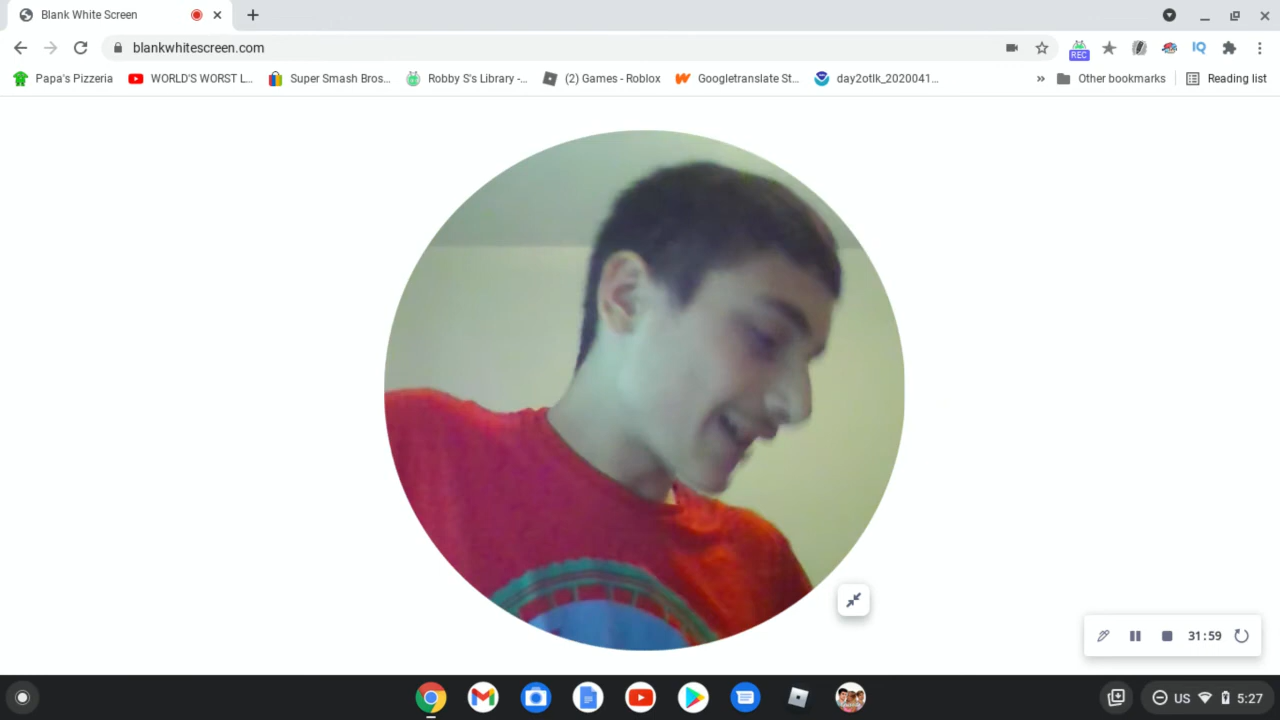 Blank White Screen
blankwhitescreen.com
REC
IQ
Papa's Pizzeria
WORLD'S WORST L...
Super Smash Bros...
Robby S's Library -...
(2) Games - Roblox
Googletranslate St...
day2otlk_2020041...
»
Other bookmarks
Reading list
31:59
US
5:27